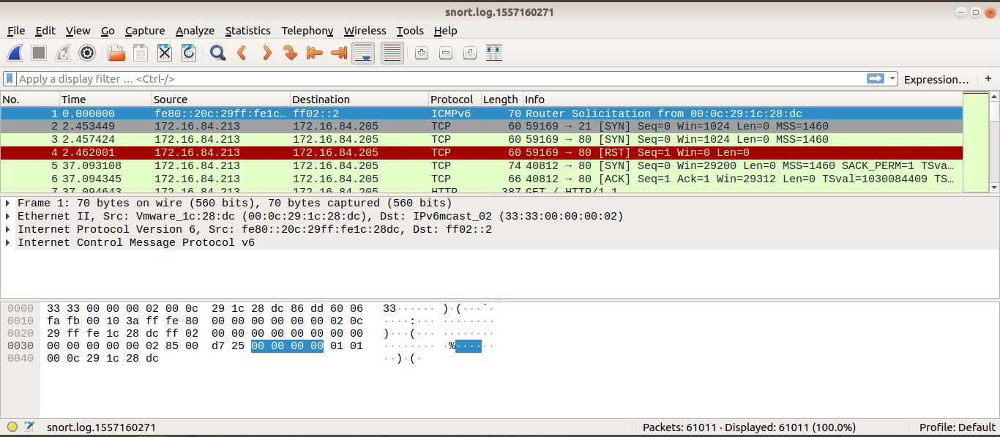 snort.log.1557160271
File Edit View Go Capture Analyze Statistics Telephony Wireless Tools Help
Apply a display filter … <Ctrl-/> Expression… +
No. Time Source Destination Protocol Length Info
1 0.000000 fe80::20c:29ff:fe1c… ff02::2 ICMPv6 70 Router Solicitation from 00:0c:29:1c:28:dc
2 2.453449 172.16.84.213 172.16.84.205 TCP 60 59169 → 21 [SYN] Seq=0 Win=1024 Len=0 MSS=1460
3 2.457424 172.16.84.213 172.16.84.205 TCP 60 59169 → 80 [SYN] Seq=0 Win=1024 Len=0 MSS=1460
4 2.462001 172.16.84.213 172.16.84.205 TCP 60 59169 → 80 [RST] Seq=1 Win=0 Len=0
5 37.093108 172.16.84.213 172.16.84.205 TCP 74 40812 → 80 [SYN] Seq=0 Win=29200 Len=0 MSS=1460 SACK_PERM=1 TSva…
6 37.094345 172.16.84.213 172.16.84.205 TCP 66 40812 → 80 [ACK] Seq=1 Ack=1 Win=29312 Len=0 TSval=1030084409 TS…
7 37.094643 172.16.84.213 172.16.84.205 HTTP 387 GET / HTTP/1.1
Frame 1: 70 bytes on wire (560 bits), 70 bytes captured (560 bits)
Ethernet II, Src: Vmware_1c:28:dc (00:0c:29:1c:28:dc), Dst: IPv6mcast_02 (33:33:00:00:00:02)
Internet Protocol Version 6, Src: fe80::20c:29ff:fe1c:28dc, Dst: ff02::2
Internet Control Message Protocol v6
0000 33 33 00 00 00 02 00 0c 29 1c 28 dc 86 dd 60 06 33······ )·(···`·
0010 fa fb 00 10 3a ff fe 80 00 00 00 00 00 00 02 0c ····:··· ········
0020 29 ff fe 1c 28 dc ff 02 00 00 00 00 00 00 00 00 )···(··· ········
0030 00 00 00 00 00 02 85 00 d7 25 00 00 00 00 01 01 ········ ·%······
0040 00 0c 29 1c 28 dc ··)·(·
snort.log.1557160271 Packets: 61011 · Displayed: 61011 (100.0%) Profile: Default